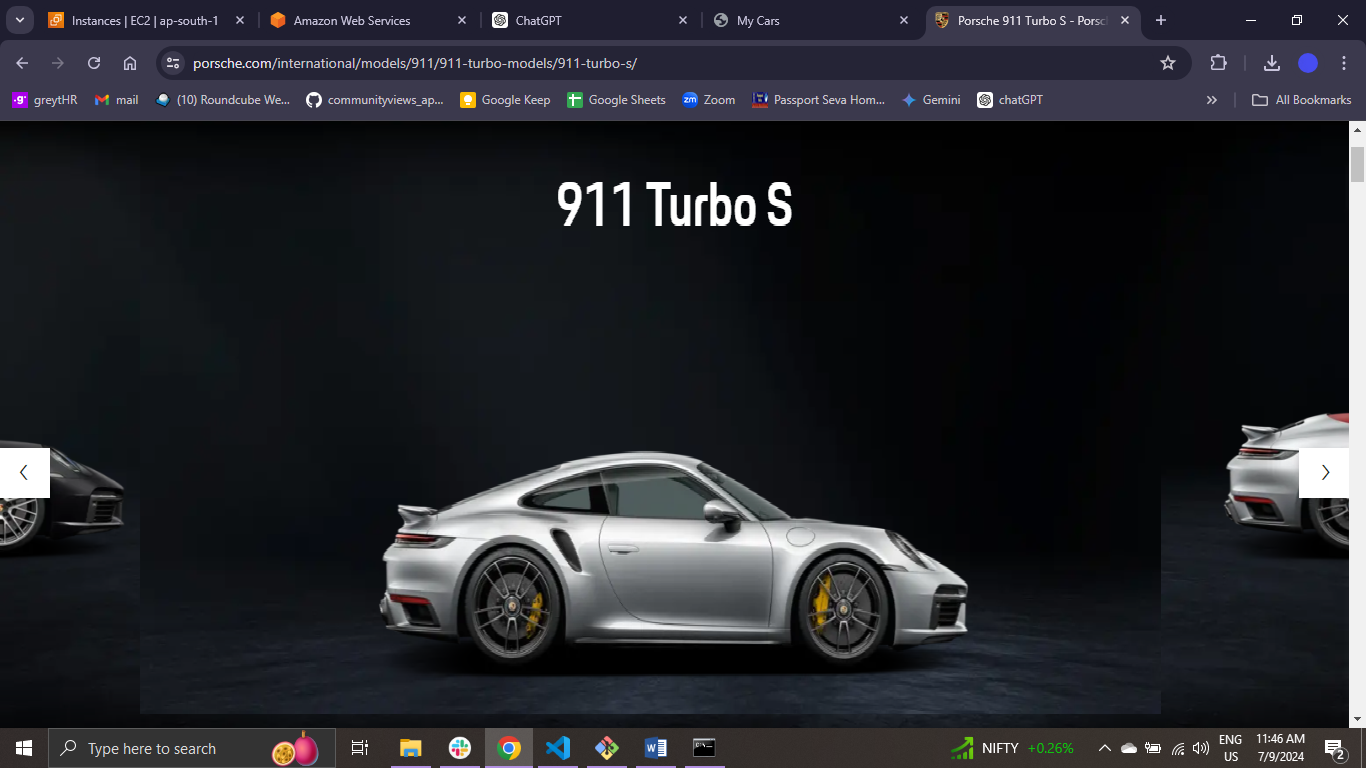 Instances | EC2 | ap-south-1
Amazon Web Services
ChatGPT
My Cars
Porsche 911 Turbo S - Porsc
porsche.com/international/models/911/911-turbo-models/911-turbo-s/
greytHR
mail
(10) Roundcube We...
communityviews_ap...
Google Keep
Google Sheets
zm Zoom
Passport Seva Hom...
Gemini
chatGPT
»
All Bookmarks
911 Turbo S
Type here to search
NIFTY +0.26%
ENG
US
11:46 AM
7/9/2024
2